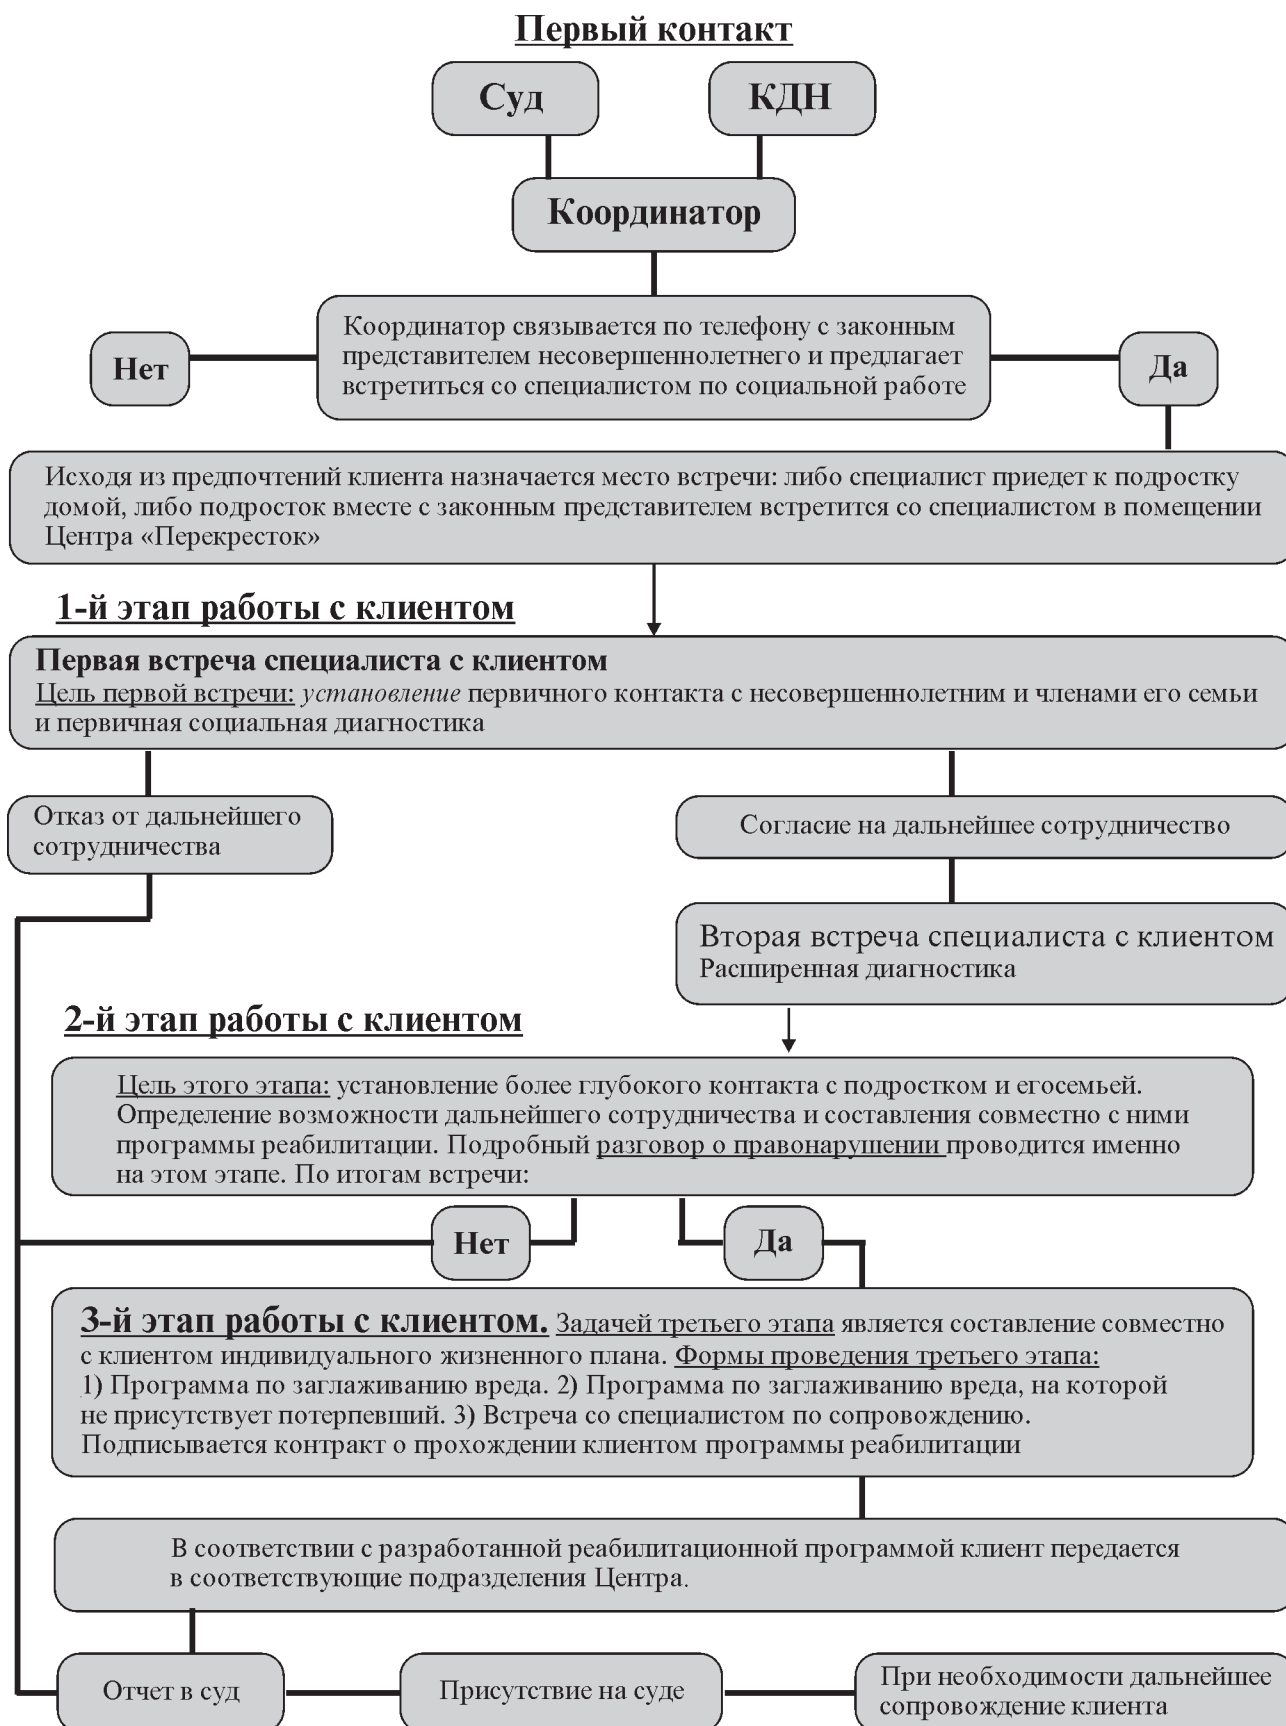 Первый контакт
Суд
КДН
Координатор
Нет
Координатор связывается по телефону с законным
представителем несовершеннолетнего и предлагает
встретиться со специалистом по социальной работе
Да
Исходя из предпочтений клиента назначается место встречи: либо специалист приедет к подростку
домой, либо подросток вместе с законным представителем встретится со специалистом в помещении
Центра «Перекресток»
1-й этап работы с клиентом
Первая встреча специалиста с клиентом
Цель первой встречи: установление первичного контакта с несовершеннолетним и членами его семьи
и первичная социальная диагностика
Отказ от дальнейшего
сотрудничества
Согласие на дальнейшее сотрудничество
Вторая встреча специалиста с клиентом
Расширенная диагностика
2-й этап работы с клиентом
Цель этого этапа: установление более глубокого контакта с подростком и егосемьей.
Определение возможности дальнейшего сотрудничества и составления совместно с ними
программы реабилитации. Подробный разговор о правонарушении проводится именно
на этом этапе. По итогам встречи:
Нет
Да
3-й этап работы с клиентом. Задачей третьего этапа является составление совместно
с клиентом индивидуального жизненного плана. Формы проведения третьего этапа:
1) Программа по заглаживанию вреда. 2) Программа по заглаживанию вреда, на которой
не присутствует потерпевший. 3) Встреча со специалистом по сопровождению.
Подписывается контракт о прохождении клиентом программы реабилитации
В соответствии с разработанной реабилитационной программой клиент передается
в соответствующие подразделения Центра.
Отчет в суд
Присутствие на суде
При необходимости дальнейшее
сопровождение клиента